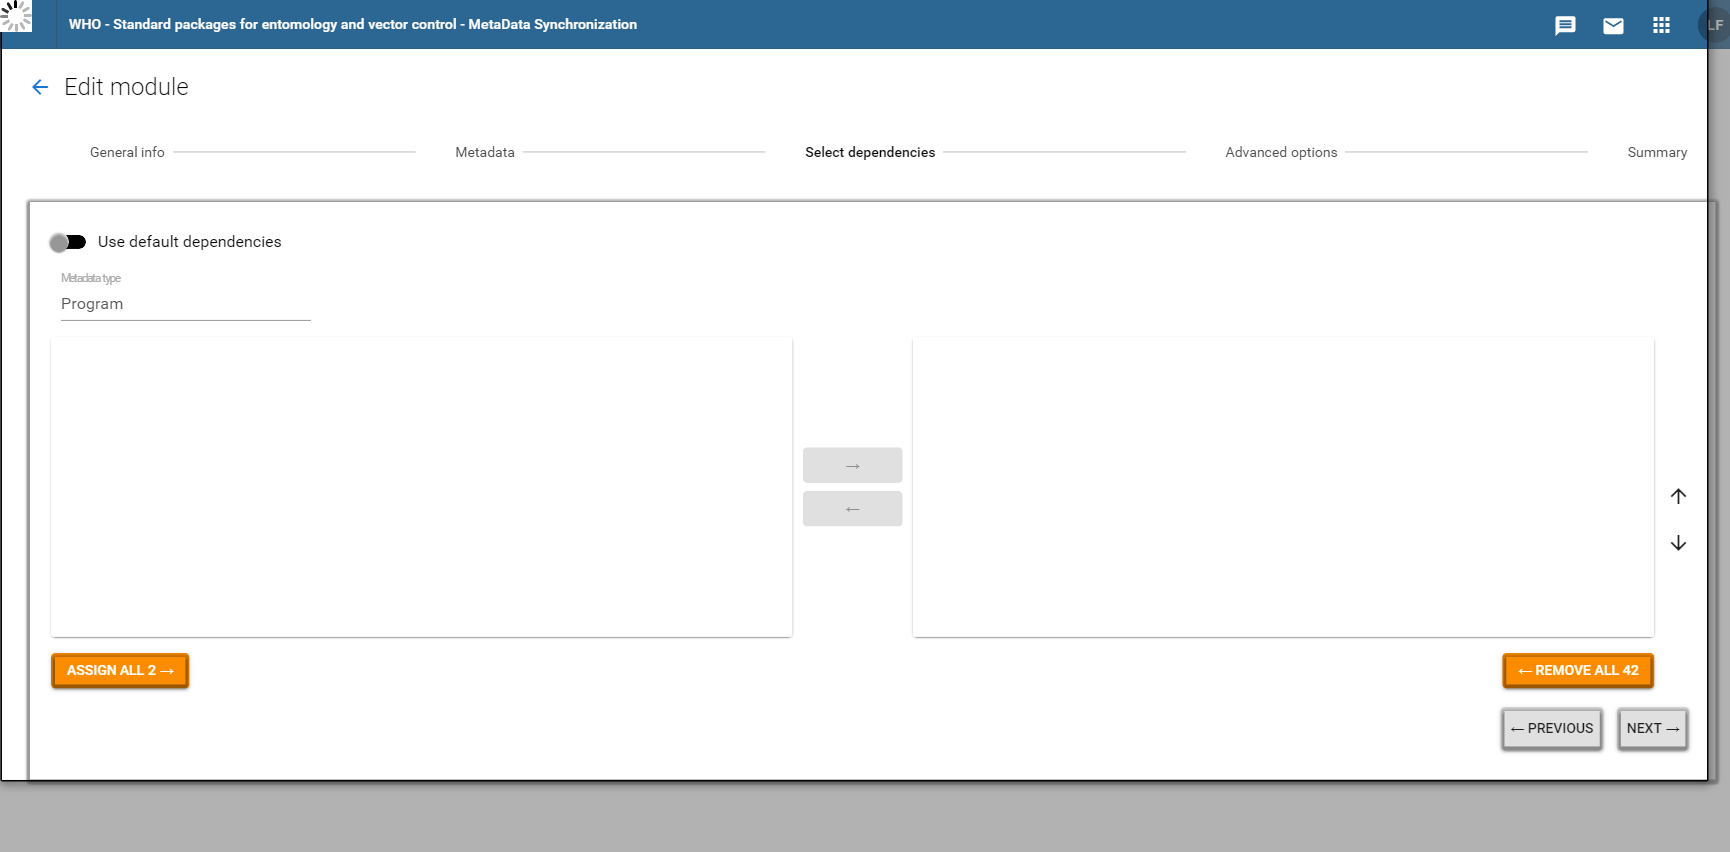 WHO - Standard packages for entomology and vector control - MetaData Synchronization
LF
← Edit module
General info
Metadata
Select dependencies
Advanced options
Summary
Use default dependencies
Metadata type
Program
→
←
↑
↓
ASSIGN ALL 2 →
← REMOVE ALL 42
← PREVIOUS
NEXT →